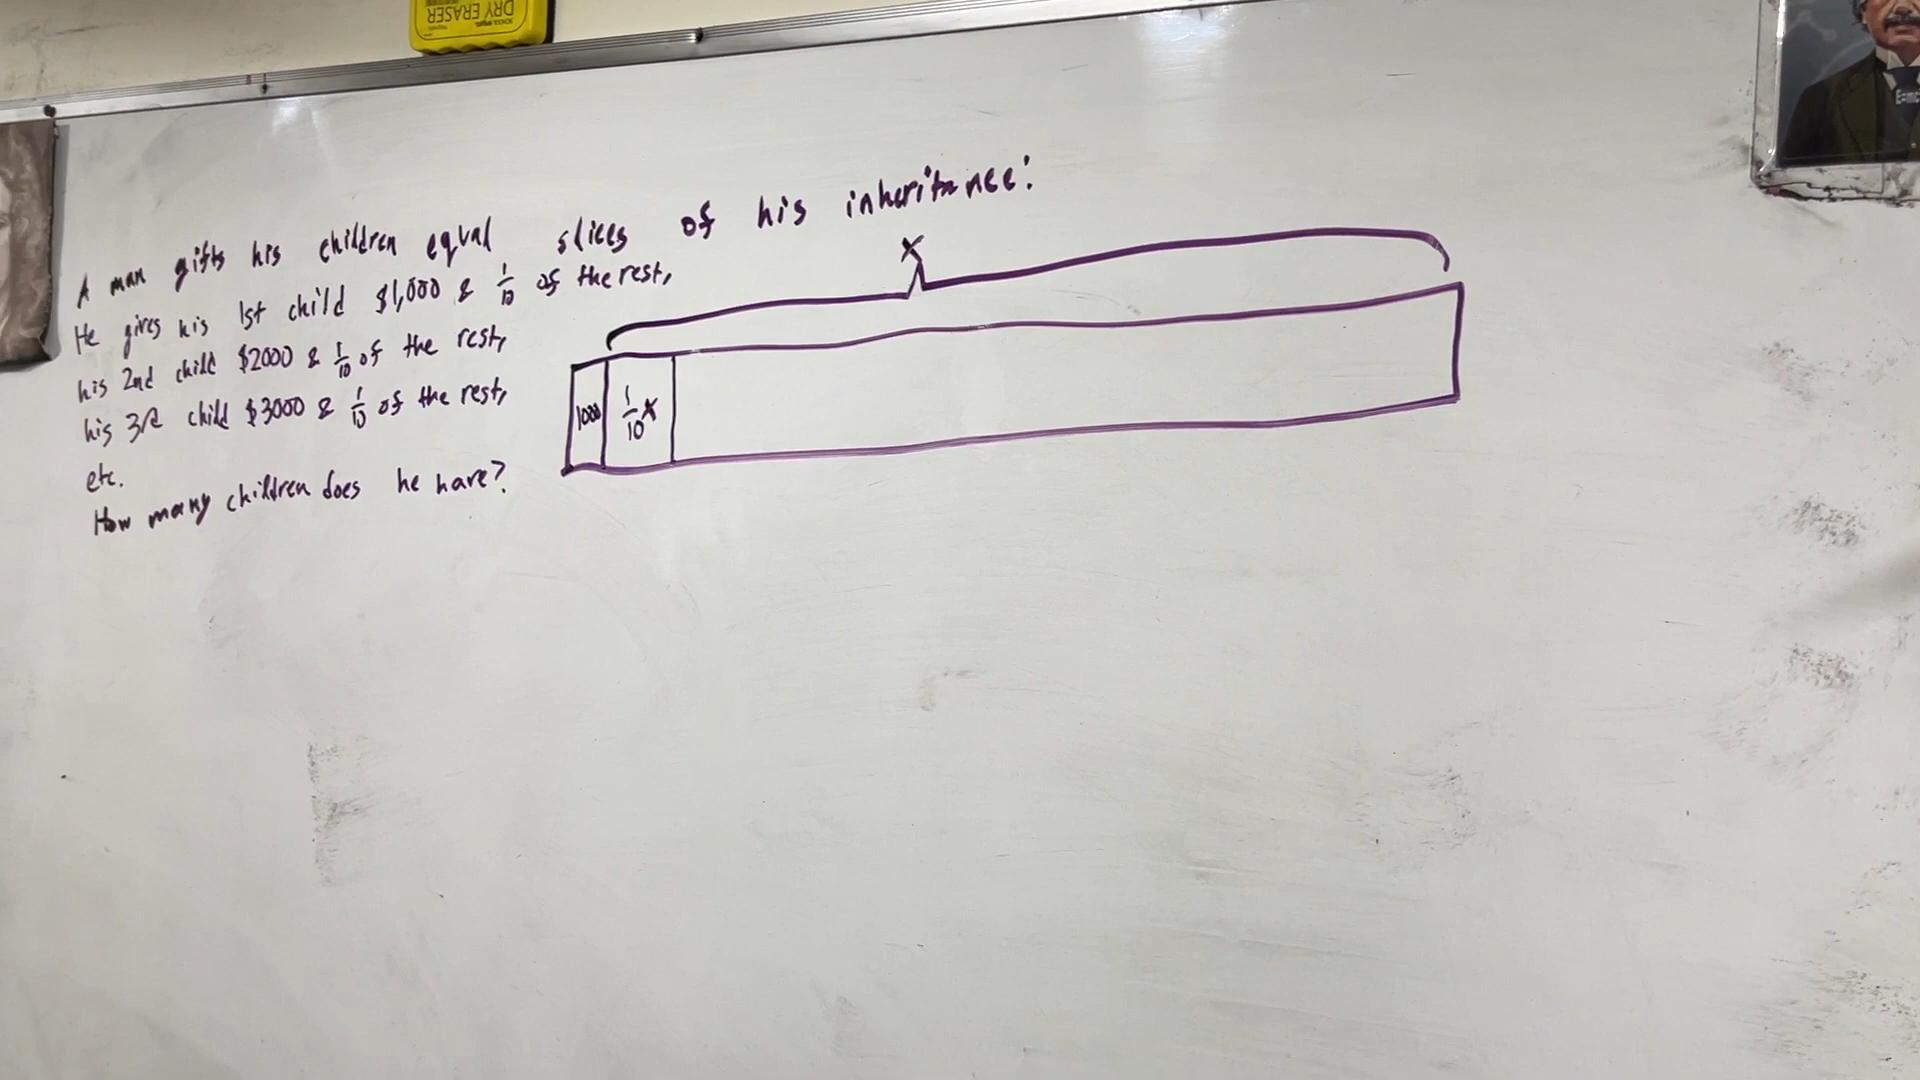 DRY ERASER
E=mc
A man gifts his children equal slices of his inheritance:
He gives his 1st child $1,000 & 1/10 of the rest,
his 2nd child $2000 & 1/10 of the rest,
his 3rd child $3000 & 1/10 of the rest,
etc.
How many children does he have?
x
1000
1/10 x